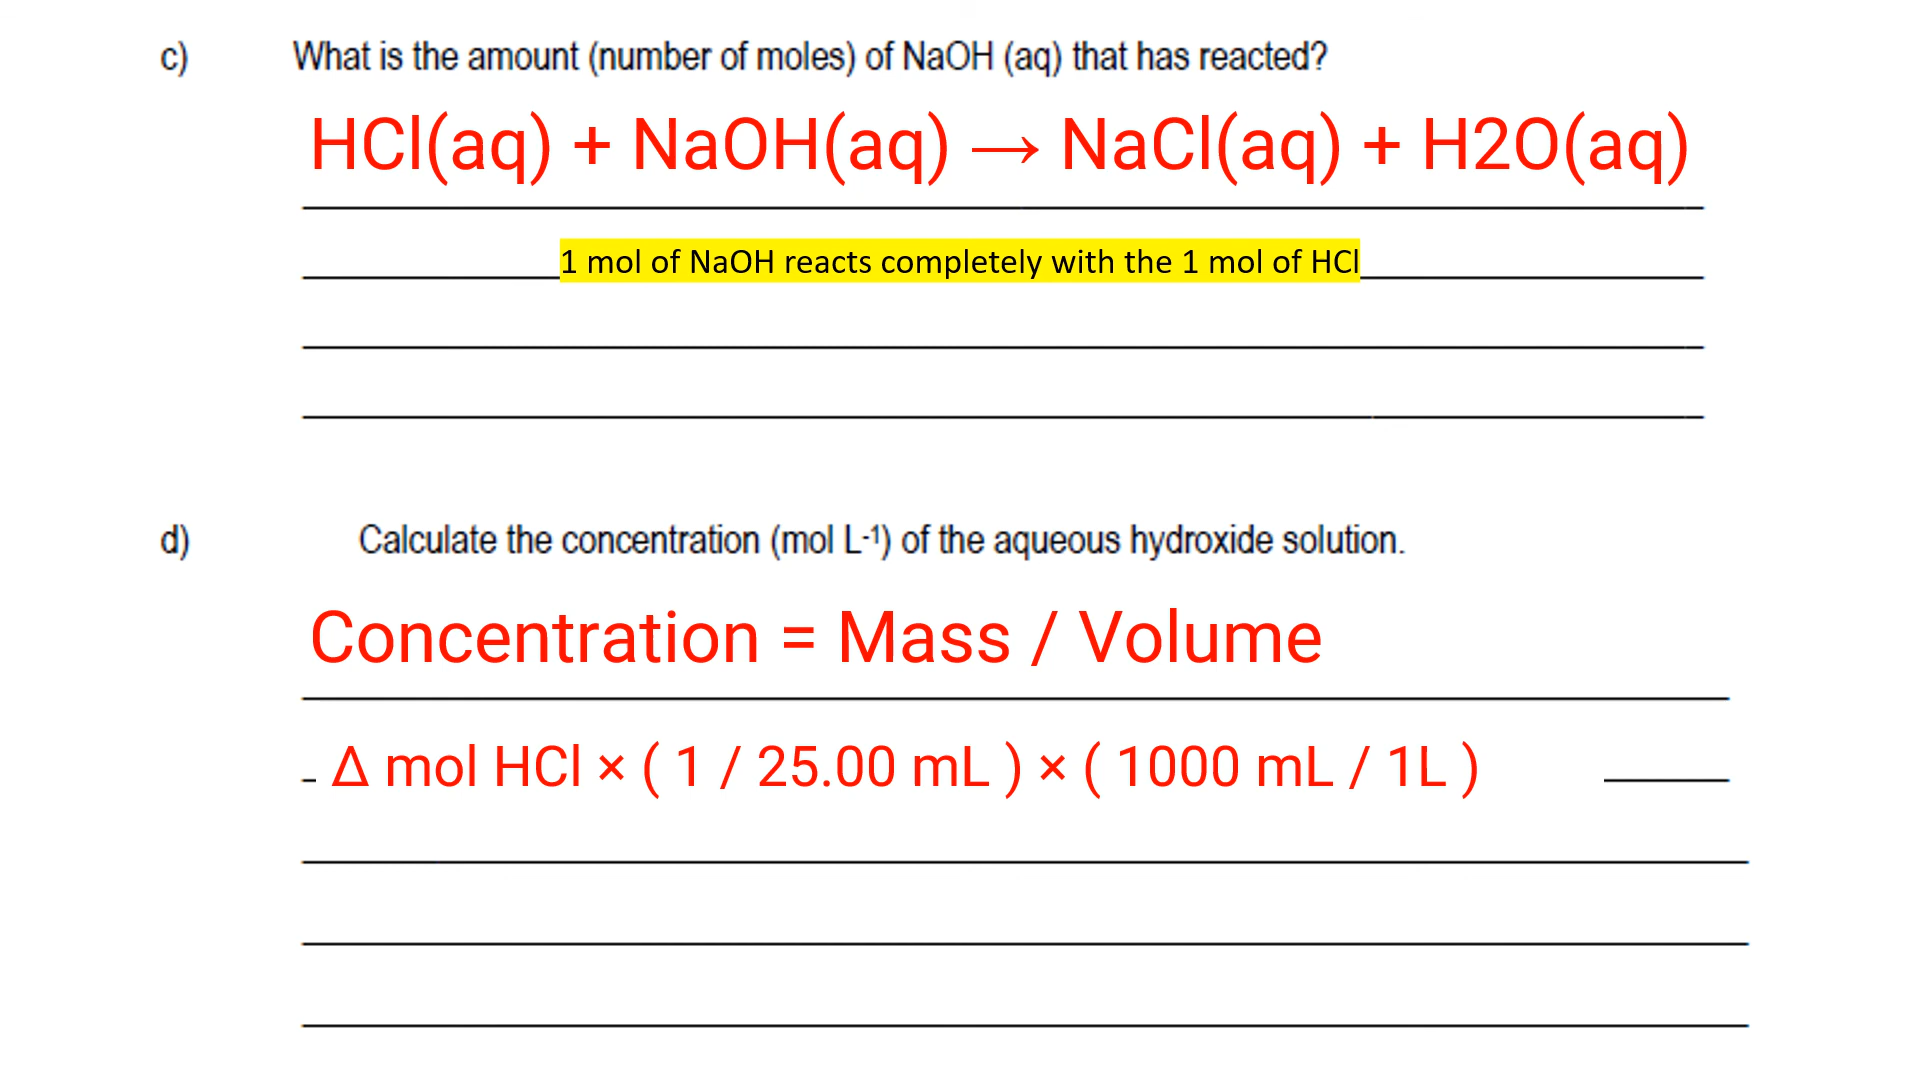 c) What is the amount (number of moles) of NaOH (aq) that has reacted?
HCl(aq) + NaOH(aq) → NaCl(aq) + H2O(aq)
1 mol of NaOH reacts completely with the 1 mol of HCl
d) Calculate the concentration (mol L-1) of the aqueous hydroxide solution.
Concentration = Mass / Volume
Δ mol HCl × ( 1 / 25.00 mL ) × ( 1000 mL / 1L )